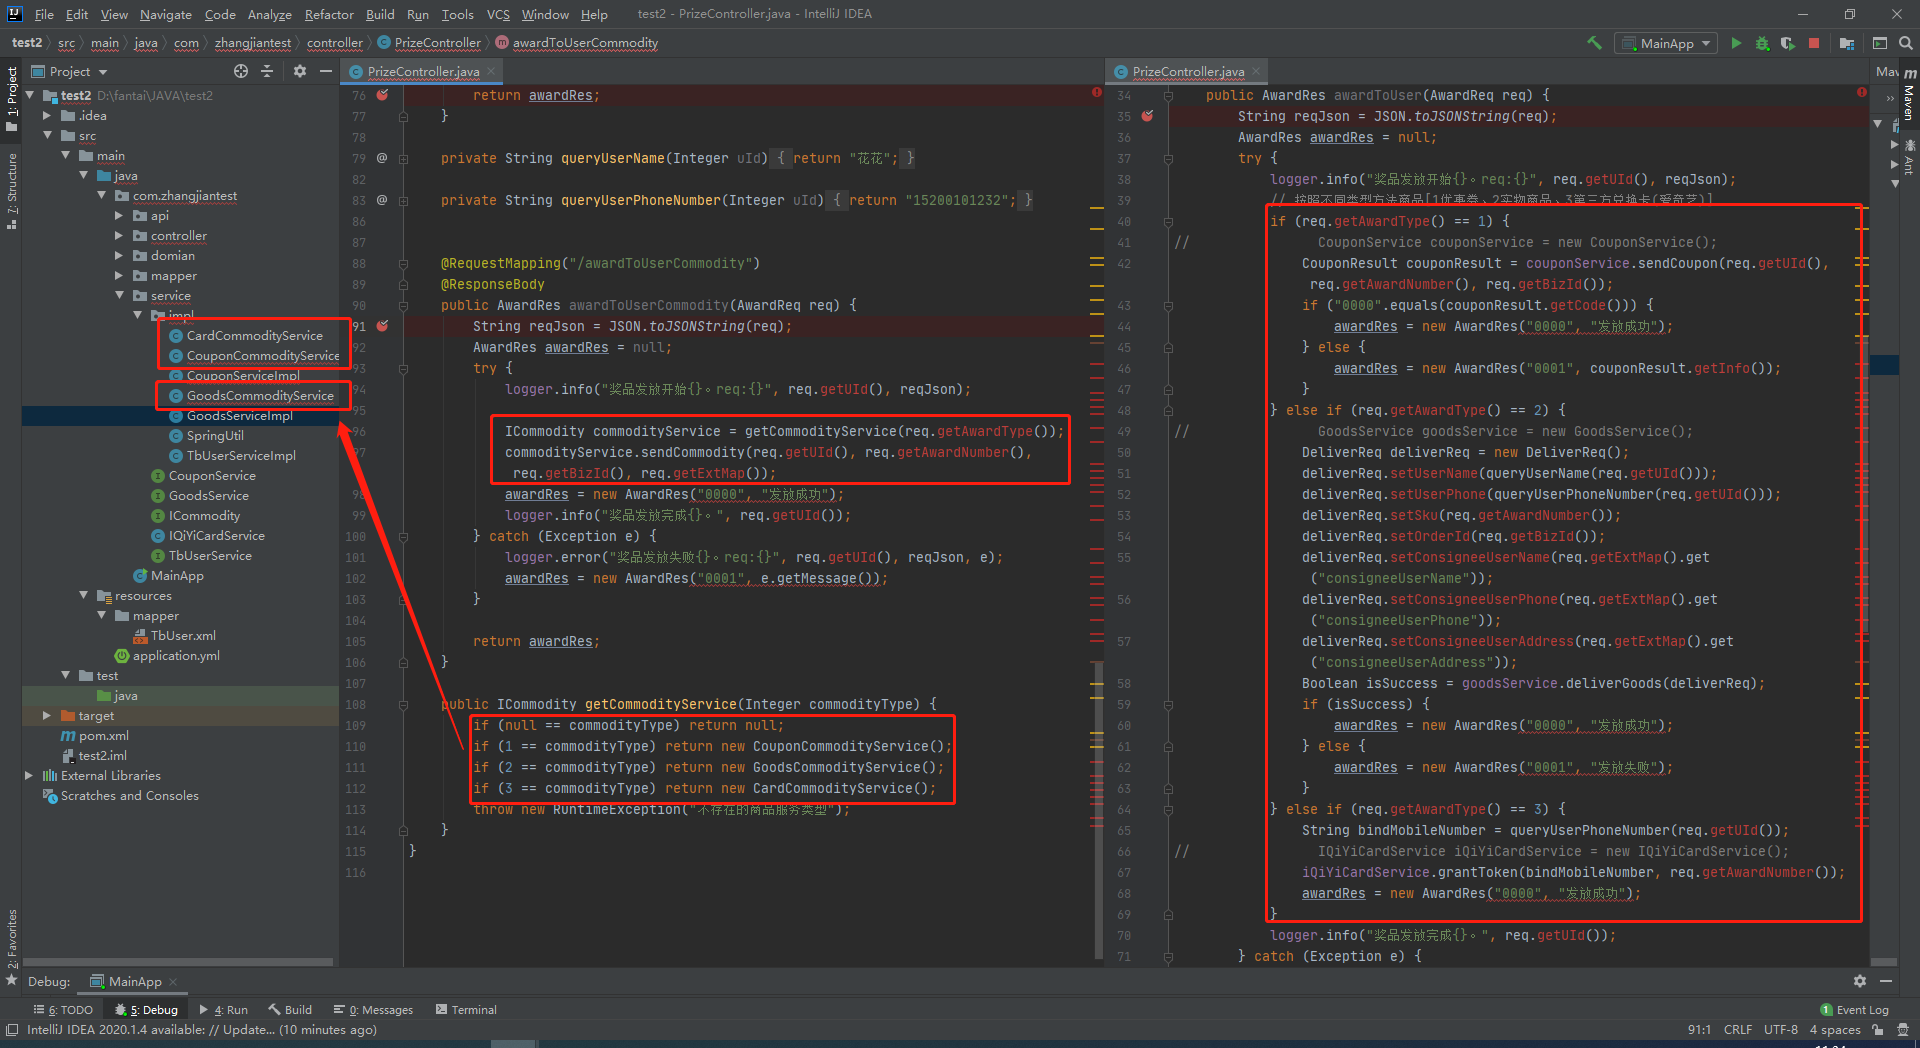 File Edit View Navigate Code Analyze Refactor Build Run Tools VCS Window Help test2 - PrizeController.java - IntelliJ IDEA
test2 src main java com zhangjiantest controller PrizeController awardToUserCommodity
MainApp
Project
PrizeController.java
PrizeController.java
Mav
1: Project
7: Structure
2: Favorites
Maven
Ant
test2 D:\fantai\JAVA\test2
.idea
src
main
java
com.zhangjiantest
api
controller
domian
mapper
service
impl
CardCommodityService
CouponCommodityService
CouponServiceImpl
GoodsCommodityService
GoodsServiceImpl
SpringUtil
TbUserServiceImpl
CouponService
GoodsService
ICommodity
IQiYiCardService
TbUserService
MainApp
resources
mapper
TbUser.xml
application.yml
test
java
target
pom.xml
test2.iml
External Libraries
Scratches and Consoles
76 return awardRes;
77 }
78
79 @ private String queryUserName(Integer uId) { return "花花"; }
82
83 @ private String queryUserPhoneNumber(Integer uId) { return "15200101232"; }
86
87
88 @RequestMapping("/awardToUserCommodity")
89 @ResponseBody
90 public AwardRes awardToUserCommodity(AwardReq req) {
91 String reqJson = JSON.toJSONString(req);
92 AwardRes awardRes = null;
93 try {
94 logger.info("奖品发放开始{}。req:{}", req.getUId(), reqJson);
95
96 ICommodity commodityService = getCommodityService(req.getAwardType());
97 commodityService.sendCommodity(req.getUId(), req.getAwardNumber(),
req.getBizId(), req.getExtMap());
98 awardRes = new AwardRes("0000", "发放成功");
99 logger.info("奖品发放完成{}。", req.getUId());
100 } catch (Exception e) {
101 logger.error("奖品发放失败{}。req:{}", req.getUId(), reqJson, e);
102 awardRes = new AwardRes("0001", e.getMessage());
103 }
104
105 return awardRes;
106 }
107
108 public ICommodity getCommodityService(Integer commodityType) {
109 if (null == commodityType) return null;
110 if (1 == commodityType) return new CouponCommodityService();
111 if (2 == commodityType) return new GoodsCommodityService();
112 if (3 == commodityType) return new CardCommodityService();
113 throw new RuntimeException("不存在的商品服务类型");
114 }
115 }
116
34 public AwardRes awardToUser(AwardReq req) {
35 String reqJson = JSON.toJSONString(req);
36 AwardRes awardRes = null;
37 try {
38 logger.info("奖品发放开始{}。req:{}", req.getUId(), reqJson);
39 // 按照不同类型方法商品[1优惠券、2实物商品、3第三方兑换卡(爱奇艺)]
40 if (req.getAwardType() == 1) {
41 // CouponService couponService = new CouponService();
42 CouponResult couponResult = couponService.sendCoupon(req.getUId(),
req.getAwardNumber(), req.getBizId());
43 if ("0000".equals(couponResult.getCode())) {
44 awardRes = new AwardRes("0000", "发放成功");
45 } else {
46 awardRes = new AwardRes("0001", couponResult.getInfo());
47 }
48 } else if (req.getAwardType() == 2) {
49 // GoodsService goodsService = new GoodsService();
50 DeliverReq deliverReq = new DeliverReq();
51 deliverReq.setUserName(queryUserName(req.getUId()));
52 deliverReq.setUserPhone(queryUserPhoneNumber(req.getUId()));
53 deliverReq.setSku(req.getAwardNumber());
54 deliverReq.setOrderId(req.getBizId());
55 deliverReq.setConsigneeUserName(req.getExtMap().get
("consigneeUserName"));
56 deliverReq.setConsigneeUserPhone(req.getExtMap().get
("consigneeUserPhone"));
57 deliverReq.setConsigneeUserAddress(req.getExtMap().get
("consigneeUserAddress"));
58 Boolean isSuccess = goodsService.deliverGoods(deliverReq);
59 if (isSuccess) {
60 awardRes = new AwardRes("0000", "发放成功");
61 } else {
62 awardRes = new AwardRes("0001", "发放失败");
63 }
64 } else if (req.getAwardType() == 3) {
65 String bindMobileNumber = queryUserPhoneNumber(req.getUId());
66 // IQiYiCardService iQiYiCardService = new IQiYiCardService();
67 iQiYiCardService.grantToken(bindMobileNumber, req.getAwardNumber());
68 awardRes = new AwardRes("0000", "发放成功");
69 }
70 logger.info("奖品发放完成{}。", req.getUId());
71 } catch (Exception e) {
Debug: MainApp
6: TODO 5: Debug 4: Run Build 0: Messages Terminal 1 Event Log
IntelliJ IDEA 2020.1.4 available: // Update... (10 minutes ago) 91:1 CRLF UTF-8 4 spaces